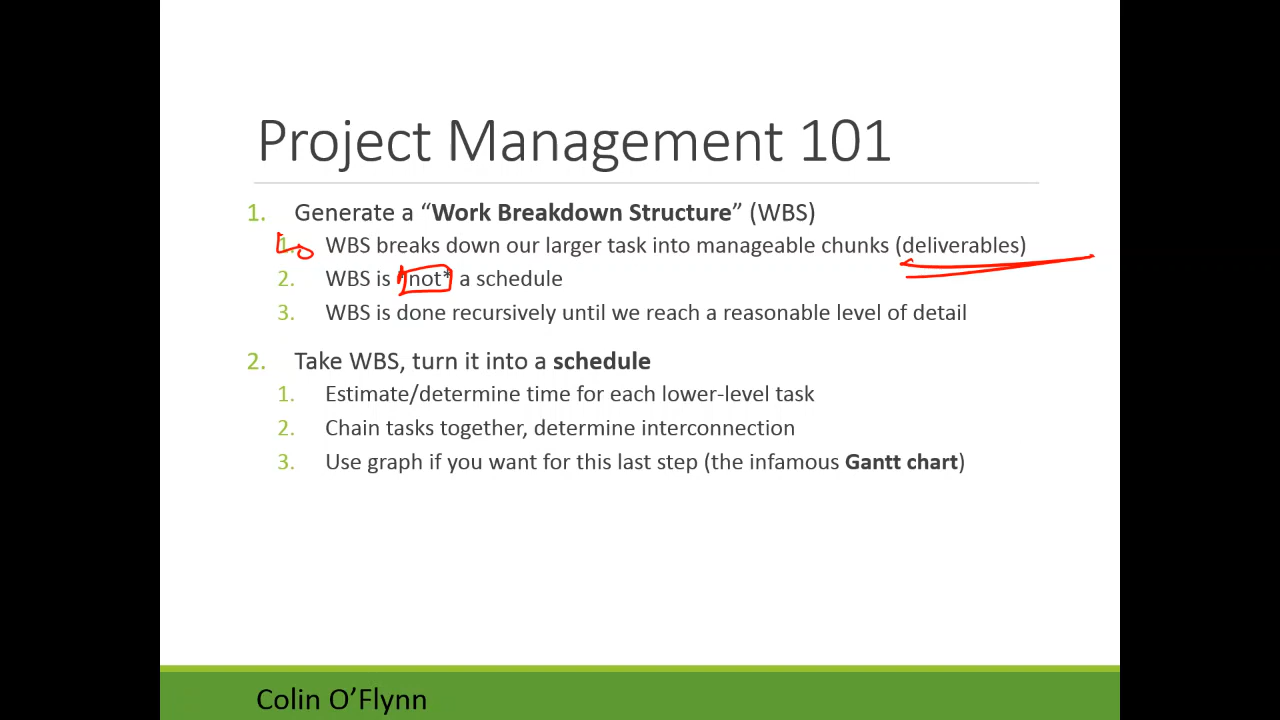 Project Management 101
1. Generate a “Work Breakdown Structure” (WBS)
1. WBS breaks down our larger task into manageable chunks (deliverables)
2. WBS is *not* a schedule
3. WBS is done recursively until we reach a reasonable level of detail
2. Take WBS, turn it into a schedule
1. Estimate/determine time for each lower-level task
2. Chain tasks together, determine interconnection
3. Use graph if you want for this last step (the infamous Gantt chart)
Colin O’Flynn